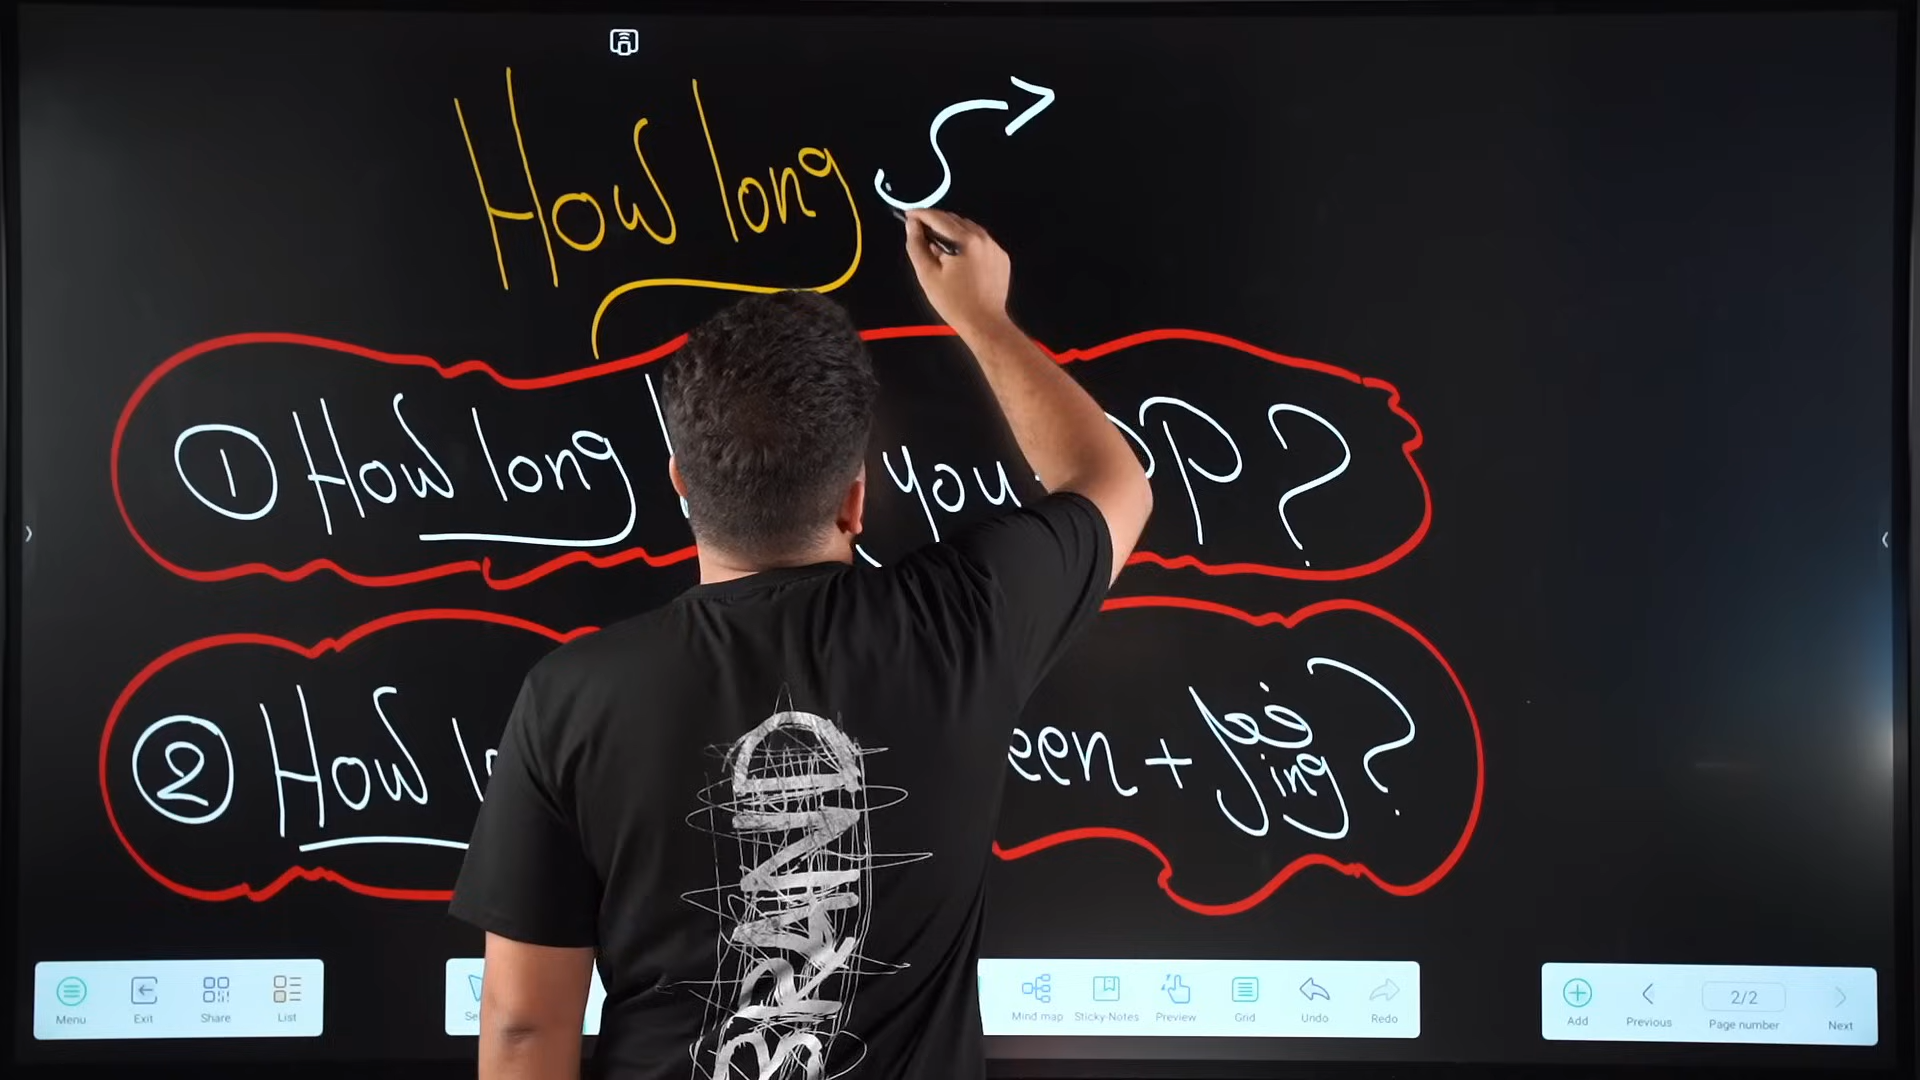 How long
① How long you PP ?
② How een + فعل ing ?
BRAND
Menu Exit Share List Mind map Sticky-Notes Preview Grid Undo Redo Add Previous 2/2 Page number Next